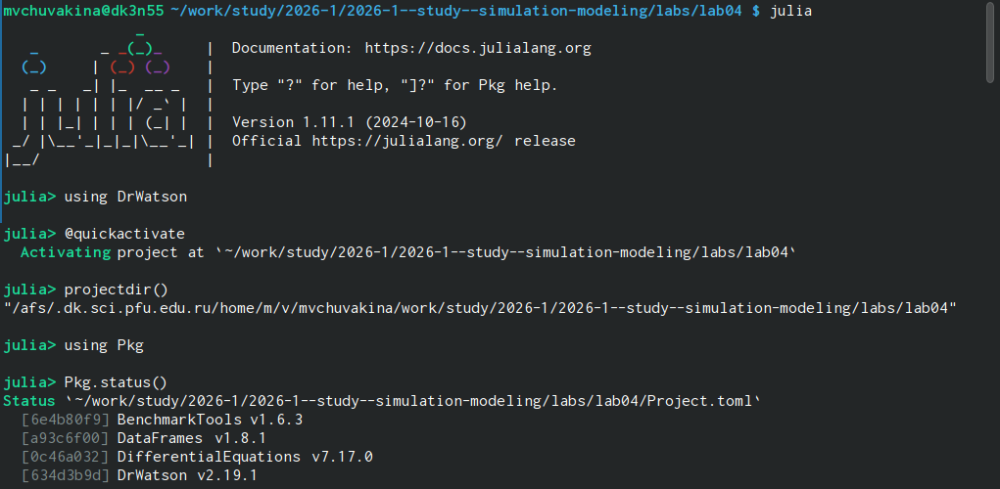 mvchuvakina@dk3n55 ~/work/study/2026-1/2026-1--study--simulation-modeling/labs/lab04 $ julia
               _
   _       _ _(_)_     |  Documentation: https://docs.julialang.org
  (_)     | (_) (_)    |
   _ _   _| |_  __ _   |  Type "?" for help, "]?" for Pkg help.
  | | | | | | |/ _` |  |
  | | |_| | | | (_| |  |  Version 1.11.1 (2024-10-16)
 _/ |\__'_|_|_|\__'_|  |  Official https://julialang.org/ release
|__/                   |
julia> using DrWatson
julia> @quickactivate
  Activating project at `~/work/study/2026-1/2026-1--study--simulation-modeling/labs/lab04`
julia> projectdir()
"/afs/.dk.sci.pfu.edu.ru/home/m/v/mvchuvakina/work/study/2026-1/2026-1--study--simulation-modeling/labs/lab04"
julia> using Pkg
julia> Pkg.status()
Status `~/work/study/2026-1/2026-1--study--simulation-modeling/labs/lab04/Project.toml`
  [6e4b80f9] BenchmarkTools v1.6.3
  [a93c6f00] DataFrames v1.8.1
  [0c46a032] DifferentialEquations v7.17.0
  [634d3b9d] DrWatson v2.19.1